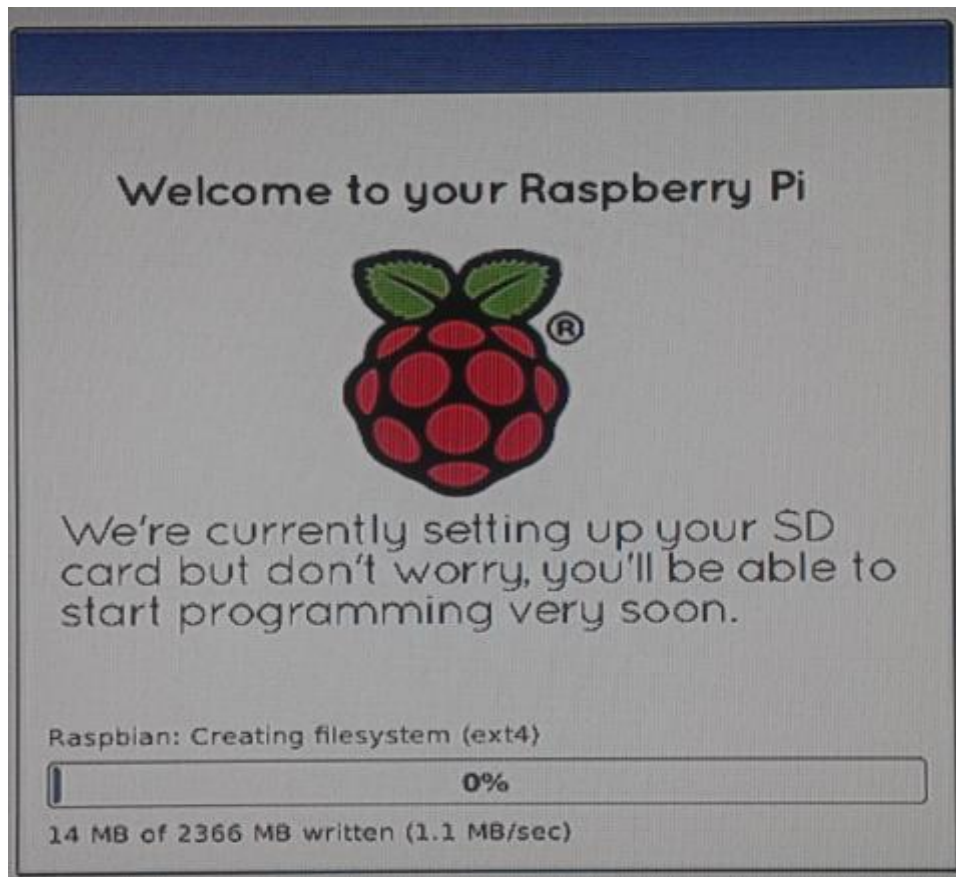 Welcome to your Raspberry Pi
®
We're currently setting up your SD
card but don't worry, you'll be able to
start programming very soon.
Raspbian: Creating filesystem (ext4)
0%
14 MB of 2366 MB written (1.1 MB/sec)